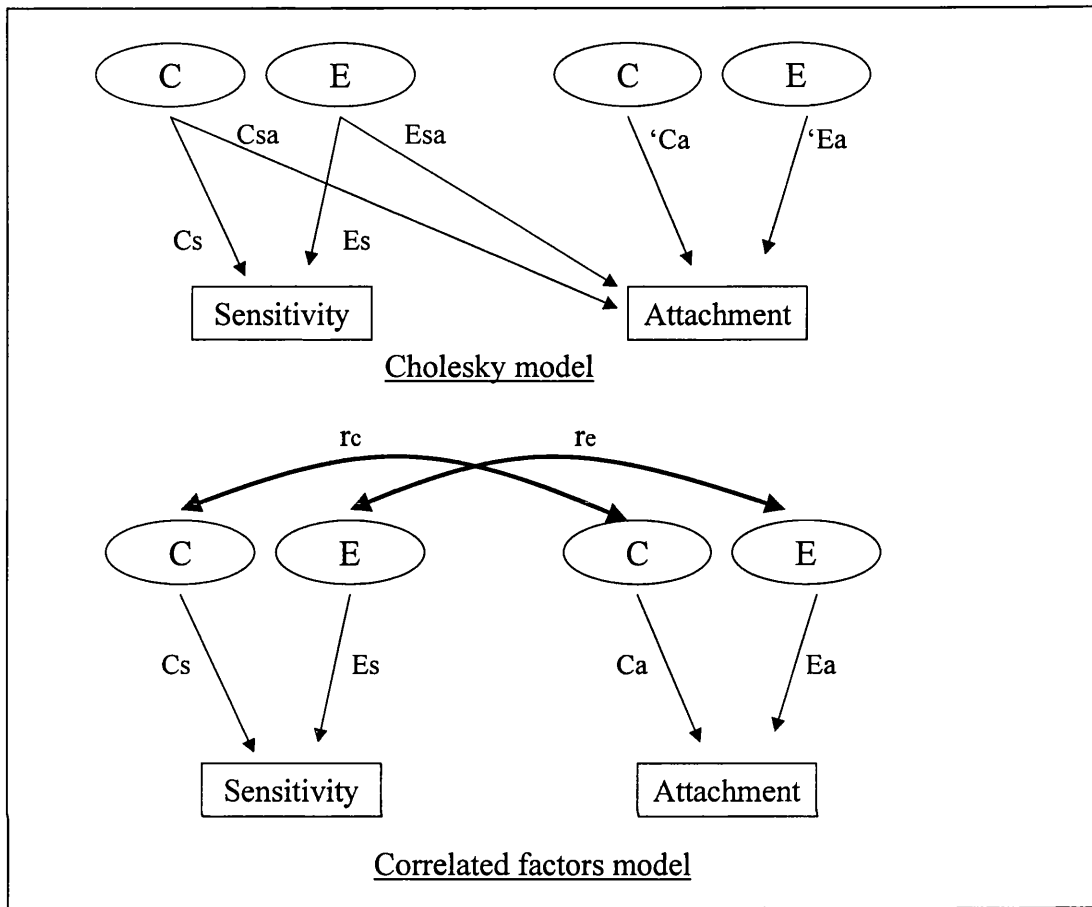 C E C E
Csa Esa ‘Ca ‘Ea
Cs Es
Sensitivity Attachment
Cholesky model
rc re
C E C E
Cs Es Ca Ea
Sensitivity Attachment
Correlated factors model